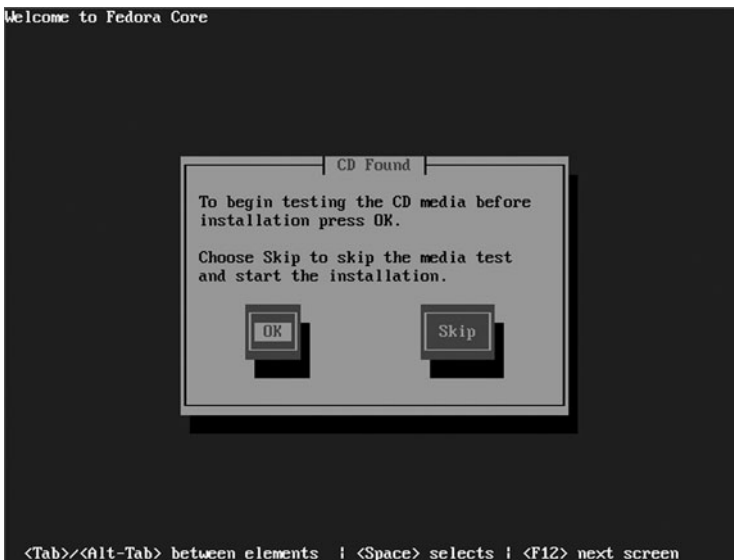 Welcome to Fedora Core
CD Found
To begin testing the CD media before
installation press OK.
Choose Skip to skip the media test
and start the installation.
OK Skip
<Tab>/<Alt-Tab> between elements | <Space> selects | <F12> next screen